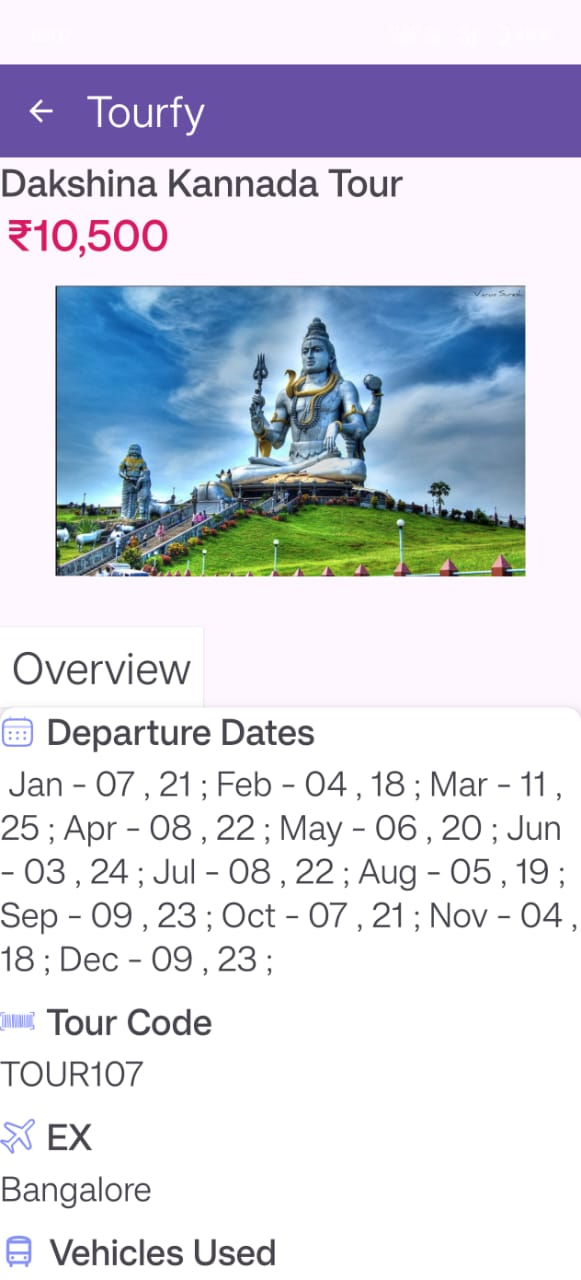 Tourfy
Dakshina Kannada Tour
₹10,500
Varun Suresh
Overview
Departure Dates
Jan - 07 , 21 ; Feb - 04 , 18 ; Mar - 11 ,
25 ; Apr - 08 , 22 ; May - 06 , 20 ; Jun
- 03 , 24 ; Jul - 08 , 22 ; Aug - 05 , 19 ;
Sep - 09 , 23 ; Oct - 07 , 21 ; Nov - 04 ,
18 ; Dec - 09 , 23 ;
Tour Code
TOUR107
EX
Bangalore
Vehicles Used